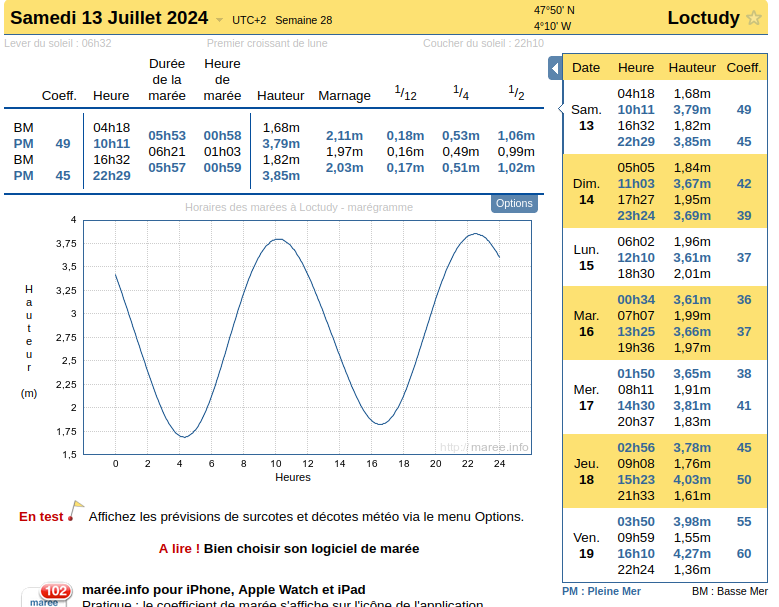 Samedi 13 Juillet 2024 UTC+2 Semaine 28
47°50' N
4°10' W
Loctudy
Lever du soleil : 06h32 Premier croissant de lune Coucher du soleil : 22h10
Coeff. Heure Durée de la marée Heure de marée Hauteur Marnage 1/12 1/4 1/2
BM 04h18 1,68m
05h53 00h58 2,11m 0,18m 0,53m 1,06m
PM 49 10h11 3,79m
06h21 01h03 1,97m 0,16m 0,49m 0,99m
BM 16h32 1,82m
05h57 00h59 2,03m 0,17m 0,51m 1,02m
PM 45 22h29 3,85m
Horaires des marées à Loctudy - marégramme
Options
Hauteur
(m)
4
3,75
3,5
3,25
3
2,75
2,5
2,25
2
1,75
1,5
http://maree.info
0 2 4 6 8 10 12 14 16 18 20 22 24
Heures
En test Affichez les prévisions de surcotes et décotes météo via le menu Options.
A lire ! Bien choisir son logiciel de marée
102
marée
marée.info pour iPhone, Apple Watch et iPad
Pratique : le coefficient de marée s'affiche sur l'icône de l'application
Date Heure Hauteur Coeff.
Sam.
13
04h18 1,68m
10h11 3,79m 49
16h32 1,82m
22h29 3,85m 45
Dim.
14
05h05 1,84m
11h03 3,67m 42
17h27 1,95m
23h24 3,69m 39
Lun.
15
06h02 1,96m
12h10 3,61m 37
18h30 2,01m
Mar.
16
00h34 3,61m 36
07h07 1,99m
13h25 3,66m 37
19h36 1,97m
Mer.
17
01h50 3,65m 38
08h11 1,91m
14h30 3,81m 41
20h37 1,83m
Jeu.
18
02h56 3,78m 45
09h08 1,76m
15h23 4,03m 50
21h33 1,61m
Ven.
19
03h50 3,98m 55
09h59 1,55m
16h10 4,27m 60
22h24 1,36m
PM : Pleine Mer BM : Basse Mer